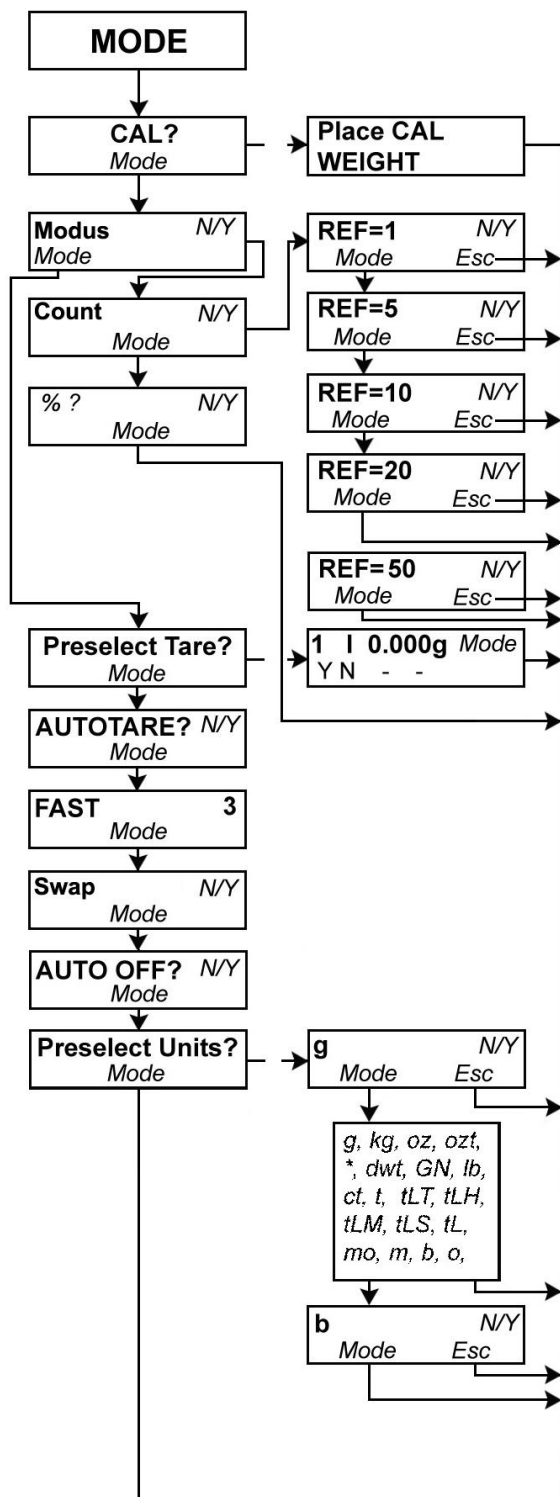 MODE
CAL?
Mode
Place CAL
WEIGHT
Modus N/Y
Mode
REF=1 N/Y
Mode Esc
Count N/Y
Mode
REF=5 N/Y
Mode Esc
% ? N/Y
Mode
REF=10 N/Y
Mode Esc
REF=20 N/Y
Mode Esc
REF=50 N/Y
Mode Esc
Preselect Tare?
Mode
1 I 0.000g Mode
Y N - -
AUTOTARE? N/Y
Mode
FAST 3
Mode
Swap N/Y
Mode
AUTO OFF? N/Y
Mode
Preselect Units?
Mode
g N/Y
Mode Esc
g, kg, oz, ozt,
*, dwt, GN, lb,
ct, t, tLT, tLH,
tLM, tLS, tL,
mo, m, b, o,
b N/Y
Mode Esc